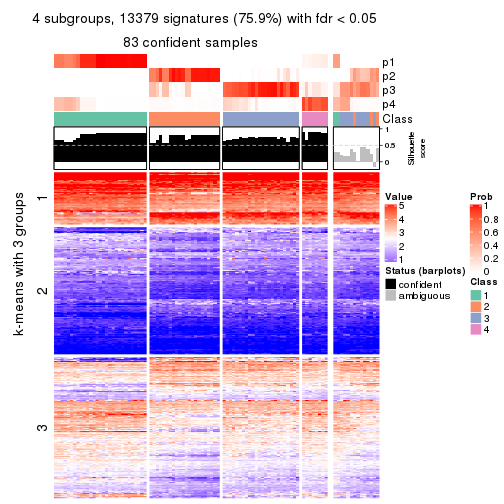 4 subgroups, 13379 signatures (75.9%) with fdr < 0.05
83 confident samples
p1
p2
p3
p4
Class
1
0.5
0
Silhouette
score
k-means with 3 groups
1
2
3
Value
5
4
3
2
1
Status (barplots)
confident
ambiguous
Prob
1
0.8
0.6
0.4
0.2
0
Class
1
2
3
4